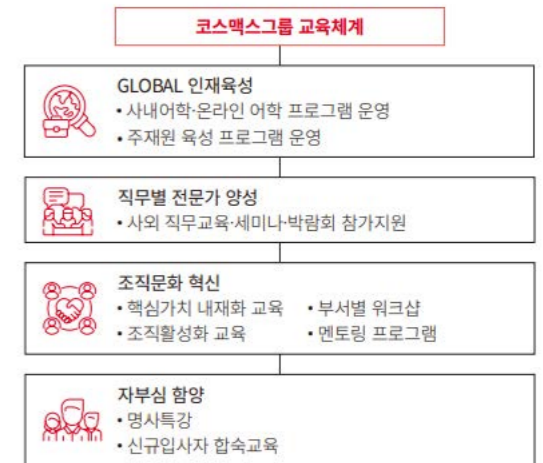 코스맥스그룹 교육체계
GLOBAL 인재육성
• 사내어학·온라인 어학 프로그램 운영
• 주재원 육성 프로그램 운영
직무별 전문가 양성
• 사외 직무교육·세미나·박람회 참가지원
조직문화 혁신
• 핵심가치 내재화 교육 • 부서별 워크샵
• 조직활성화 교육 • 멘토링 프로그램
자부심 함양
• 명사특강
• 신규입사자 합숙교육